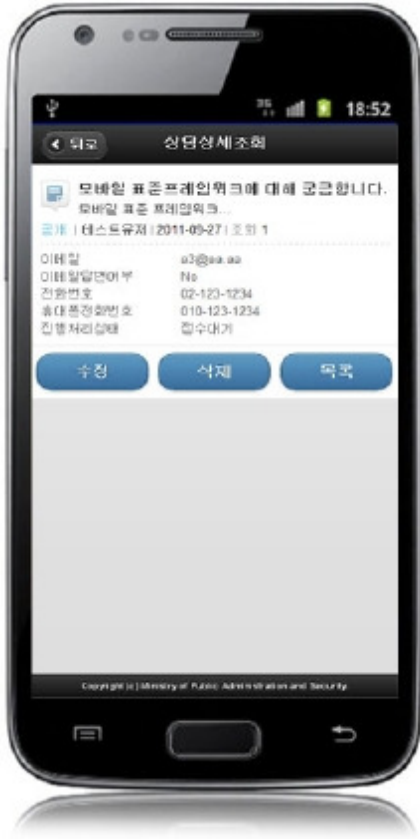 3G
18:52
뒤로
상담상세조회
모바일 표준프레임워크에 대해 궁금합니다.
모바일 표준 프레임워크...
공개 | 테스트유저 | 2011-09-27 | 조회 1
이메일 a3@aa.aa
이메일답변여부 No
전화번호 02-123-1234
휴대폰전화번호 010-123-1234
진행처리상태 접수대기
수정 삭제 목록
Copyright (c) Ministry of Public Administration and Security.